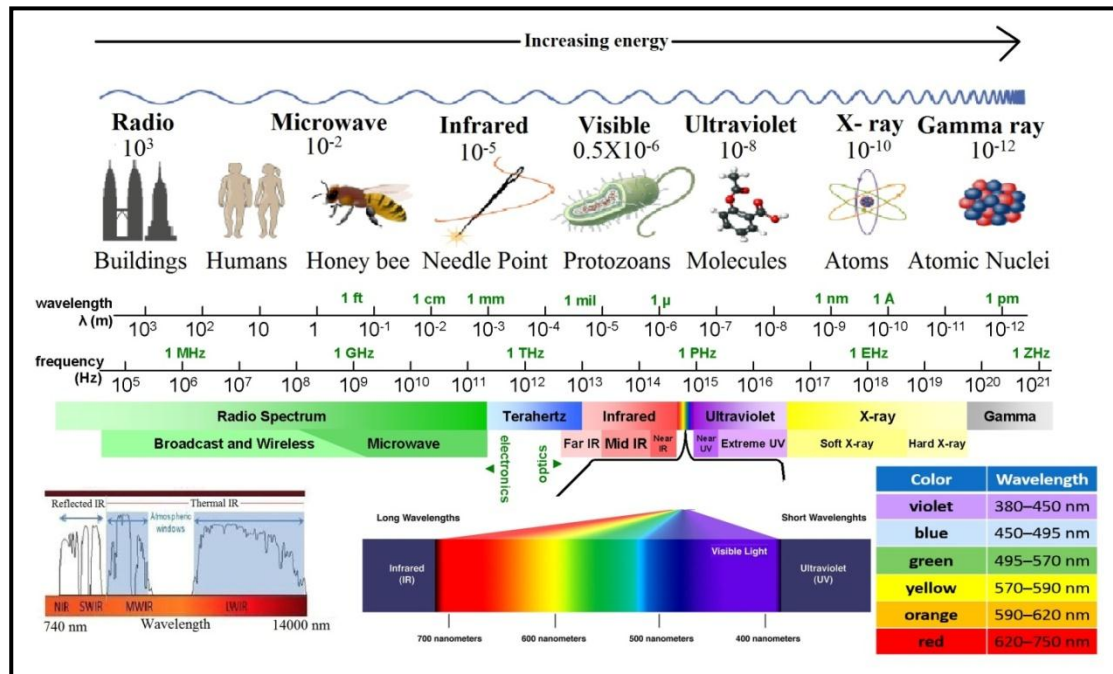 Increasing energy
Radio Microwave Infrared Visible Ultraviolet X- ray Gamma ray
10³ 10⁻² 10⁻⁵ 0.5X10⁻⁶ 10⁻⁸ 10⁻¹⁰ 10⁻¹²
Buildings Humans Honey bee Needle Point Protozoans Molecules Atoms Atomic Nuclei
1 ft 1 cm 1 mm 1 mil 1 µ 1 nm 1 Å 1 pm
wavelength
λ (m)
10³ 10² 10 1 10⁻¹ 10⁻² 10⁻³ 10⁻⁴ 10⁻⁵ 10⁻⁶ 10⁻⁷ 10⁻⁸ 10⁻⁹ 10⁻¹⁰ 10⁻¹¹ 10⁻¹²
1 MHz 1 GHz 1 THz 1 PHz 1 EHz 1 ZHz
frequency
(Hz)
10⁵ 10⁶ 10⁷ 10⁸ 10⁹ 10¹⁰ 10¹¹ 10¹² 10¹³ 10¹⁴ 10¹⁵ 10¹⁶ 10¹⁷ 10¹⁸ 10¹⁹ 10²⁰ 10²¹
Radio Spectrum Terahertz Infrared Ultraviolet X-ray Gamma
Broadcast and Wireless Microwave Far IR Mid IR Near IR Near UV Extreme UV Soft X-ray Hard X-ray
electronics
optics
Reflected IR Thermal IR
Atmospheric
windows
NIR SWIR MWIR LWIR
740 nm Wavelength 14000 nm
Long Wavelengths Short Wavelenghts
Visible Light
Infrared
(IR)
Ultraviolet
(UV)
700 nanometers 600 nanometers 500 nanometers 400 nanometers
Color Wavelength
violet 380–450 nm
blue 450–495 nm
green 495–570 nm
yellow 570–590 nm
orange 590–620 nm
red 620–750 nm